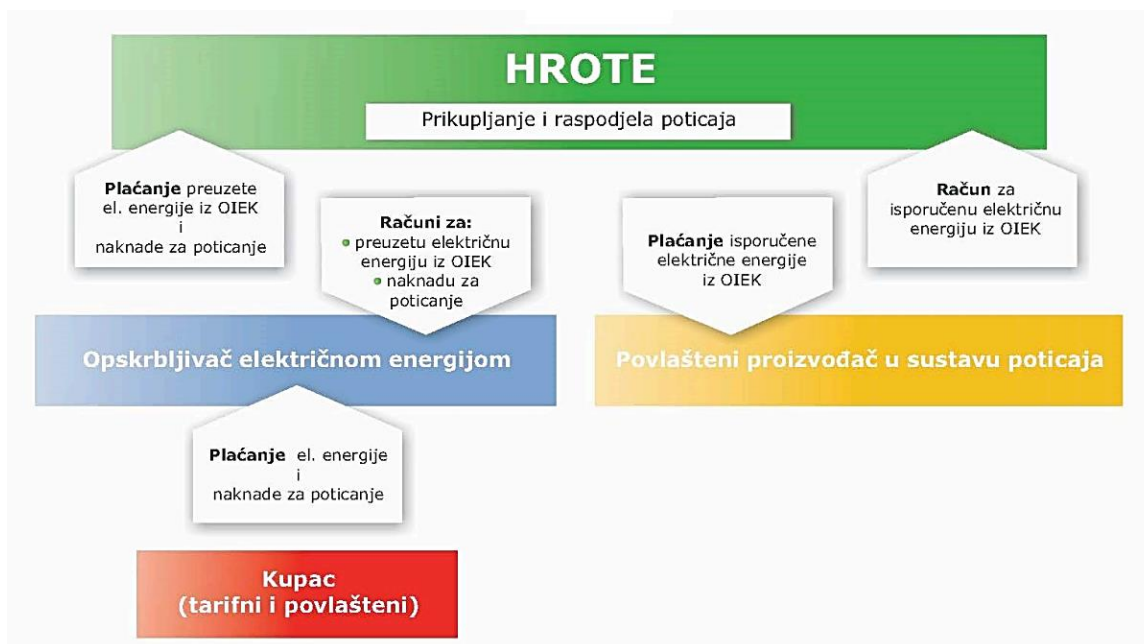 HROTE
Prikupljanje i raspodjela poticaja
Plaćanje preuzete
el. energije iz OIEK
i
naknade za poticanje
Računi za:
• preuzetu električnu
energiju iz OIEK
• naknadu za
poticanje
Plaćanje isporučene
električne energije
iz OIEK
Račun za
isporučenu električnu
energiju iz OIEK
Opskrbljivač električnom energijom
Povlašteni proizvođač u sustavu poticaja
Plaćanje el. energije
i
naknade za poticanje
Kupac
(tarifni i povlašteni)